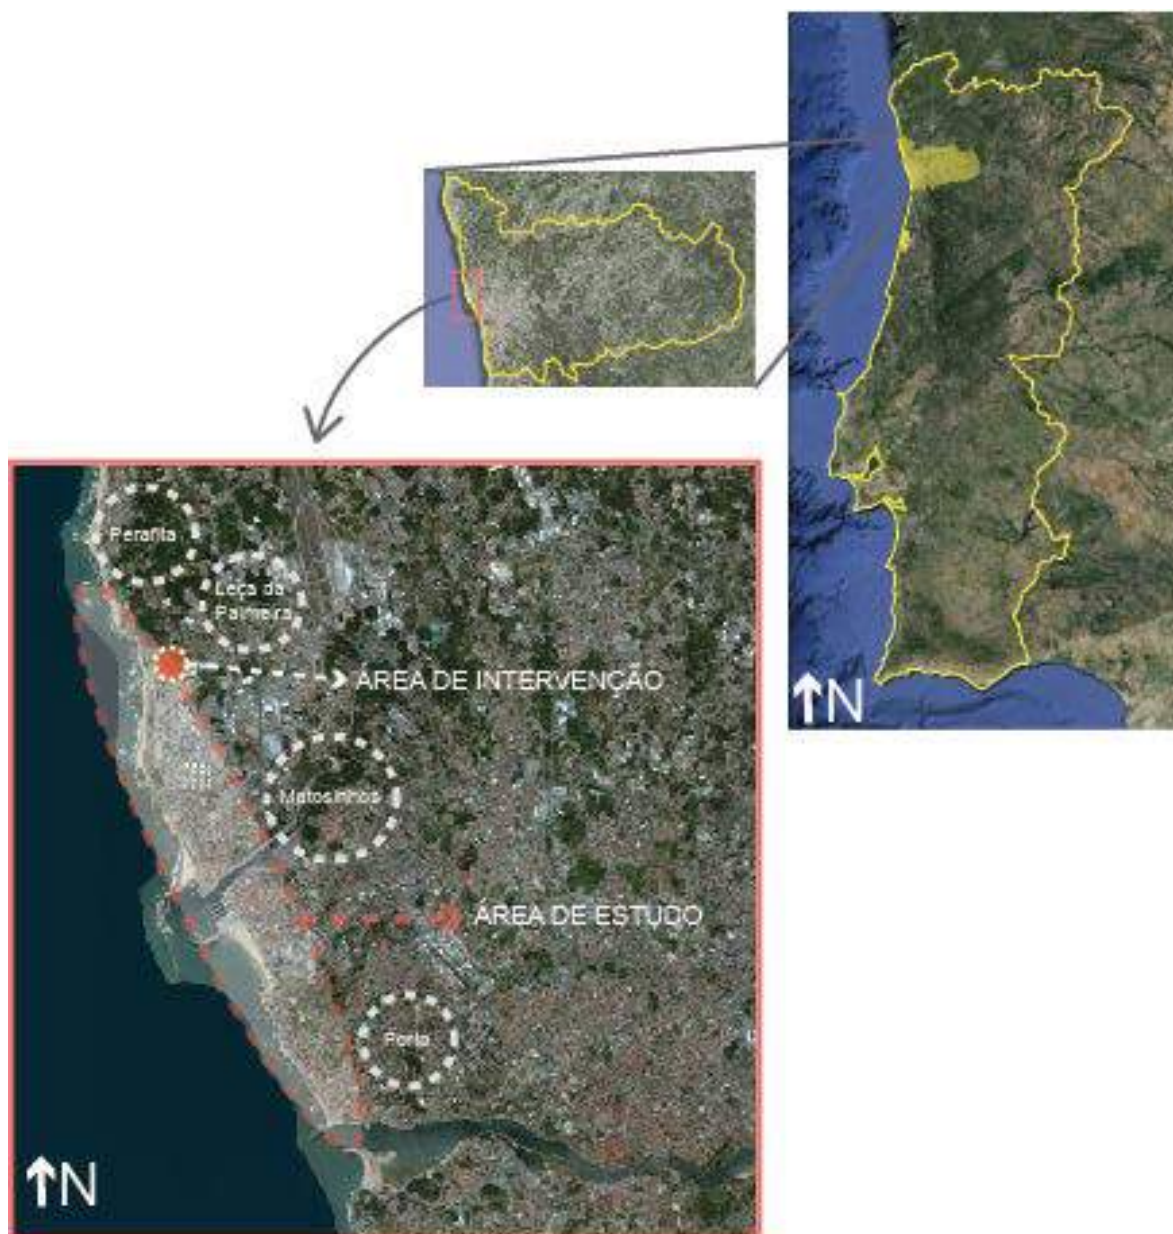 Perafita
Leça da
Palmeira
ÁREA DE INTERVENÇÃO
Matosinhos
ÁREA DE ESTUDO
Porto
N
N